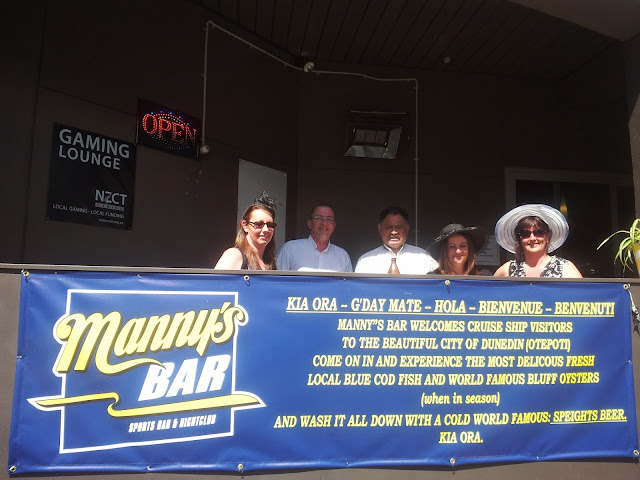 OPEN
GAMING
LOUNGE
NZCT
LOCAL GAMING - LOCAL FUNDING
Manny's
BAR
SPORTS BAR & NIGHTCLUB
KIA ORA – G'DAY MATE – HOLA – BIENVENUE – BENVENUTI
MANNY"S BAR WELCOMES CRUISE SHIP VISITORS
TO THE BEAUTIFUL CITY OF DUNEDIN (OTEPOTI)
COME ON IN AND EXPERIENCE THE MOST DELICOUS FRESH
LOCAL BLUE COD FISH AND WORLD FAMOUS BLUFF OYSTERS
(when in season)
AND WASH IT ALL DOWN WITH A COLD WORLD FAMOUS: SPEIGHTS BEER.
KIA ORA.